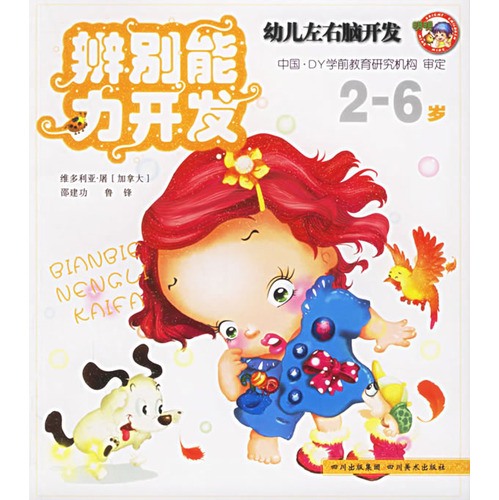 辨别能
力开发
幼儿左右脑开发
中国·DY学前教育研究机构 审定
2-6岁
维多利亚·屠[加拿大]
邵建功 鲁 锋
BIANBIE
NENGLI
KAIFA
四川出版集团 四川美术出版社